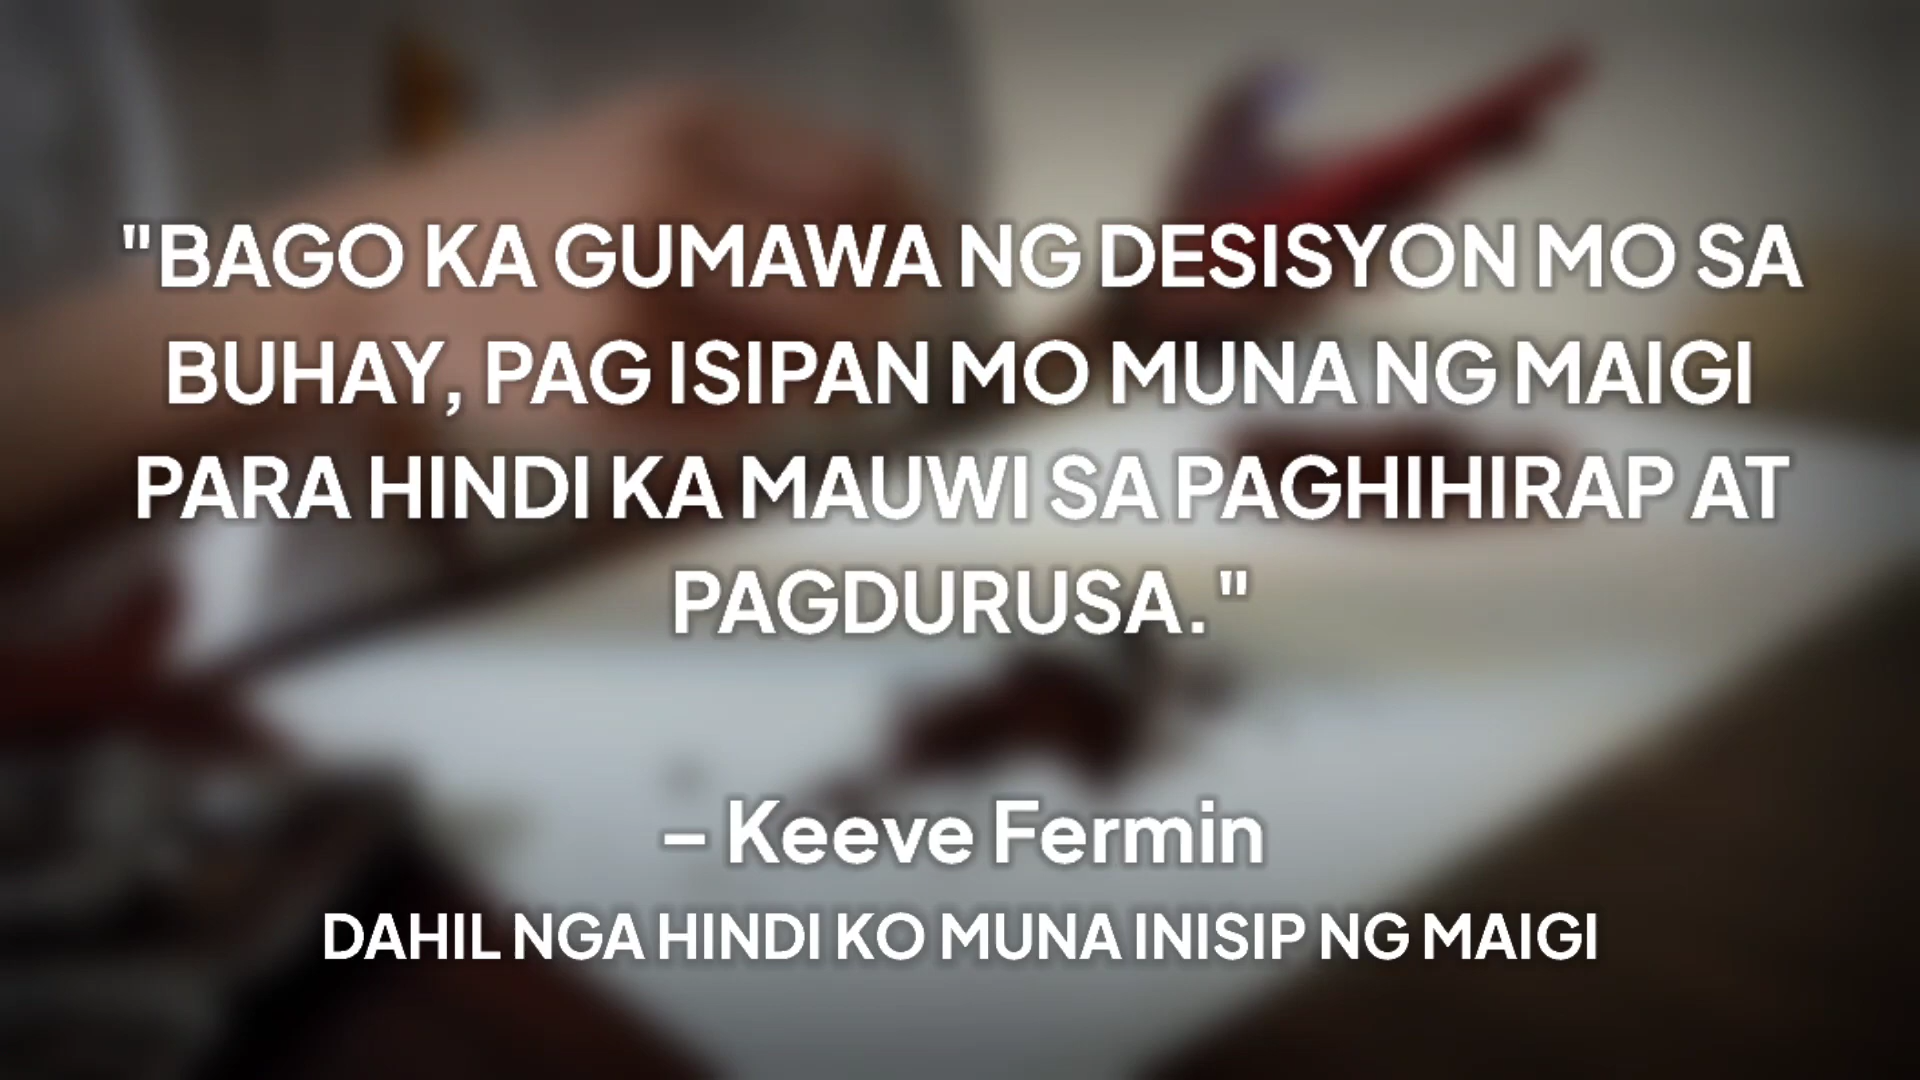 "BAGO KA GUMAWA NG DESISYON MO SA
BUHAY, PAG ISIPAN MO MUNA NG MAIGI
PARA HINDI KA MAUWI SA PAGHIHIRAP AT
PAGDURUSA."
– Keeve Fermin
DAHIL NGA HINDI KO MUNA INISIP NG MAIGI